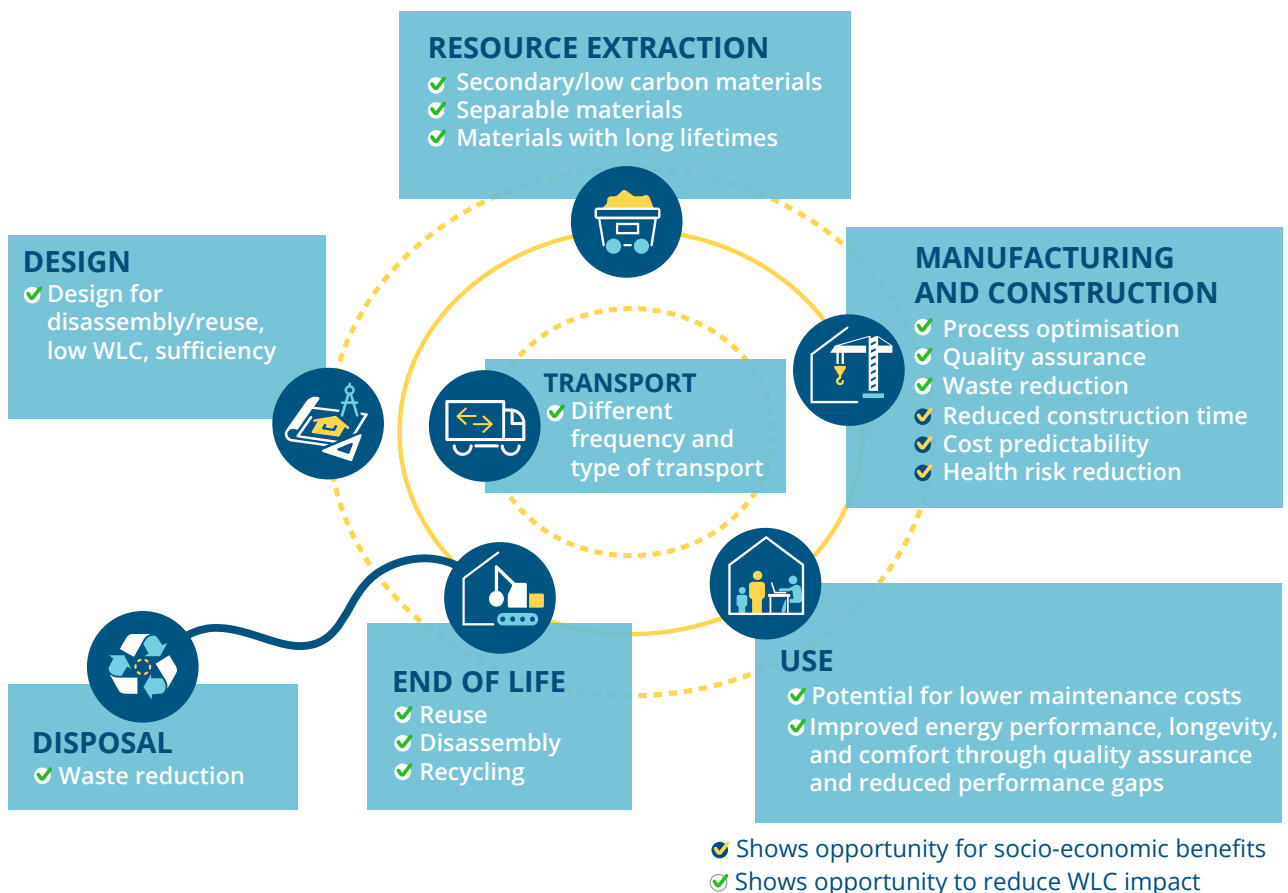 RESOURCE EXTRACTION
Secondary/low carbon materials
Separable materials
Materials with long lifetimes
DESIGN
Design for
disassembly/reuse,
low WLC, sufficiency
MANUFACTURING
AND CONSTRUCTION
Process optimisation
Quality assurance
Waste reduction
Reduced construction time
Cost predictability
Health risk reduction
TRANSPORT
Different
frequency and
type of transport
USE
Potential for lower maintenance costs
Improved energy performance, longevity,
and comfort through quality assurance
and reduced performance gaps
END OF LIFE
Reuse
Disassembly
Recycling
DISPOSAL
Waste reduction
Shows opportunity for socio-economic benefits
Shows opportunity to reduce WLC impact